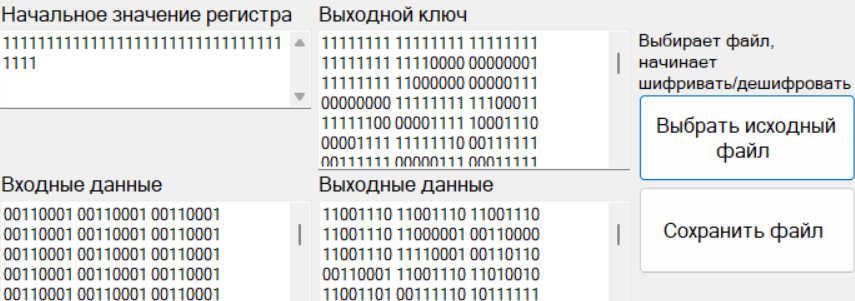 Начальное значение регистра
11111111111111111111111111111111
1111
Выходной ключ
11111111 11111111 11111111
11111111 11110000 00000001
11111111 11000000 00000111
00000000 11111111 11100011
11111100 00001111 10001110
00001111 11111110 00111111
00111111 00000111 00011111
Выбирает файл,
начинает
шифривать/дешифровать
Выбрать исходный
файл
Входные данные
00110001 00110001 00110001
00110001 00110001 00110001
00110001 00110001 00110001
00110001 00110001 00110001
00110001 00110001 00110001
Выходные данные
11001110 11001110 11001110
11001110 11000001 00110000
11001110 11110001 00110110
00110001 11001110 11010010
11001101 00111110 10111111
Сохранить файл